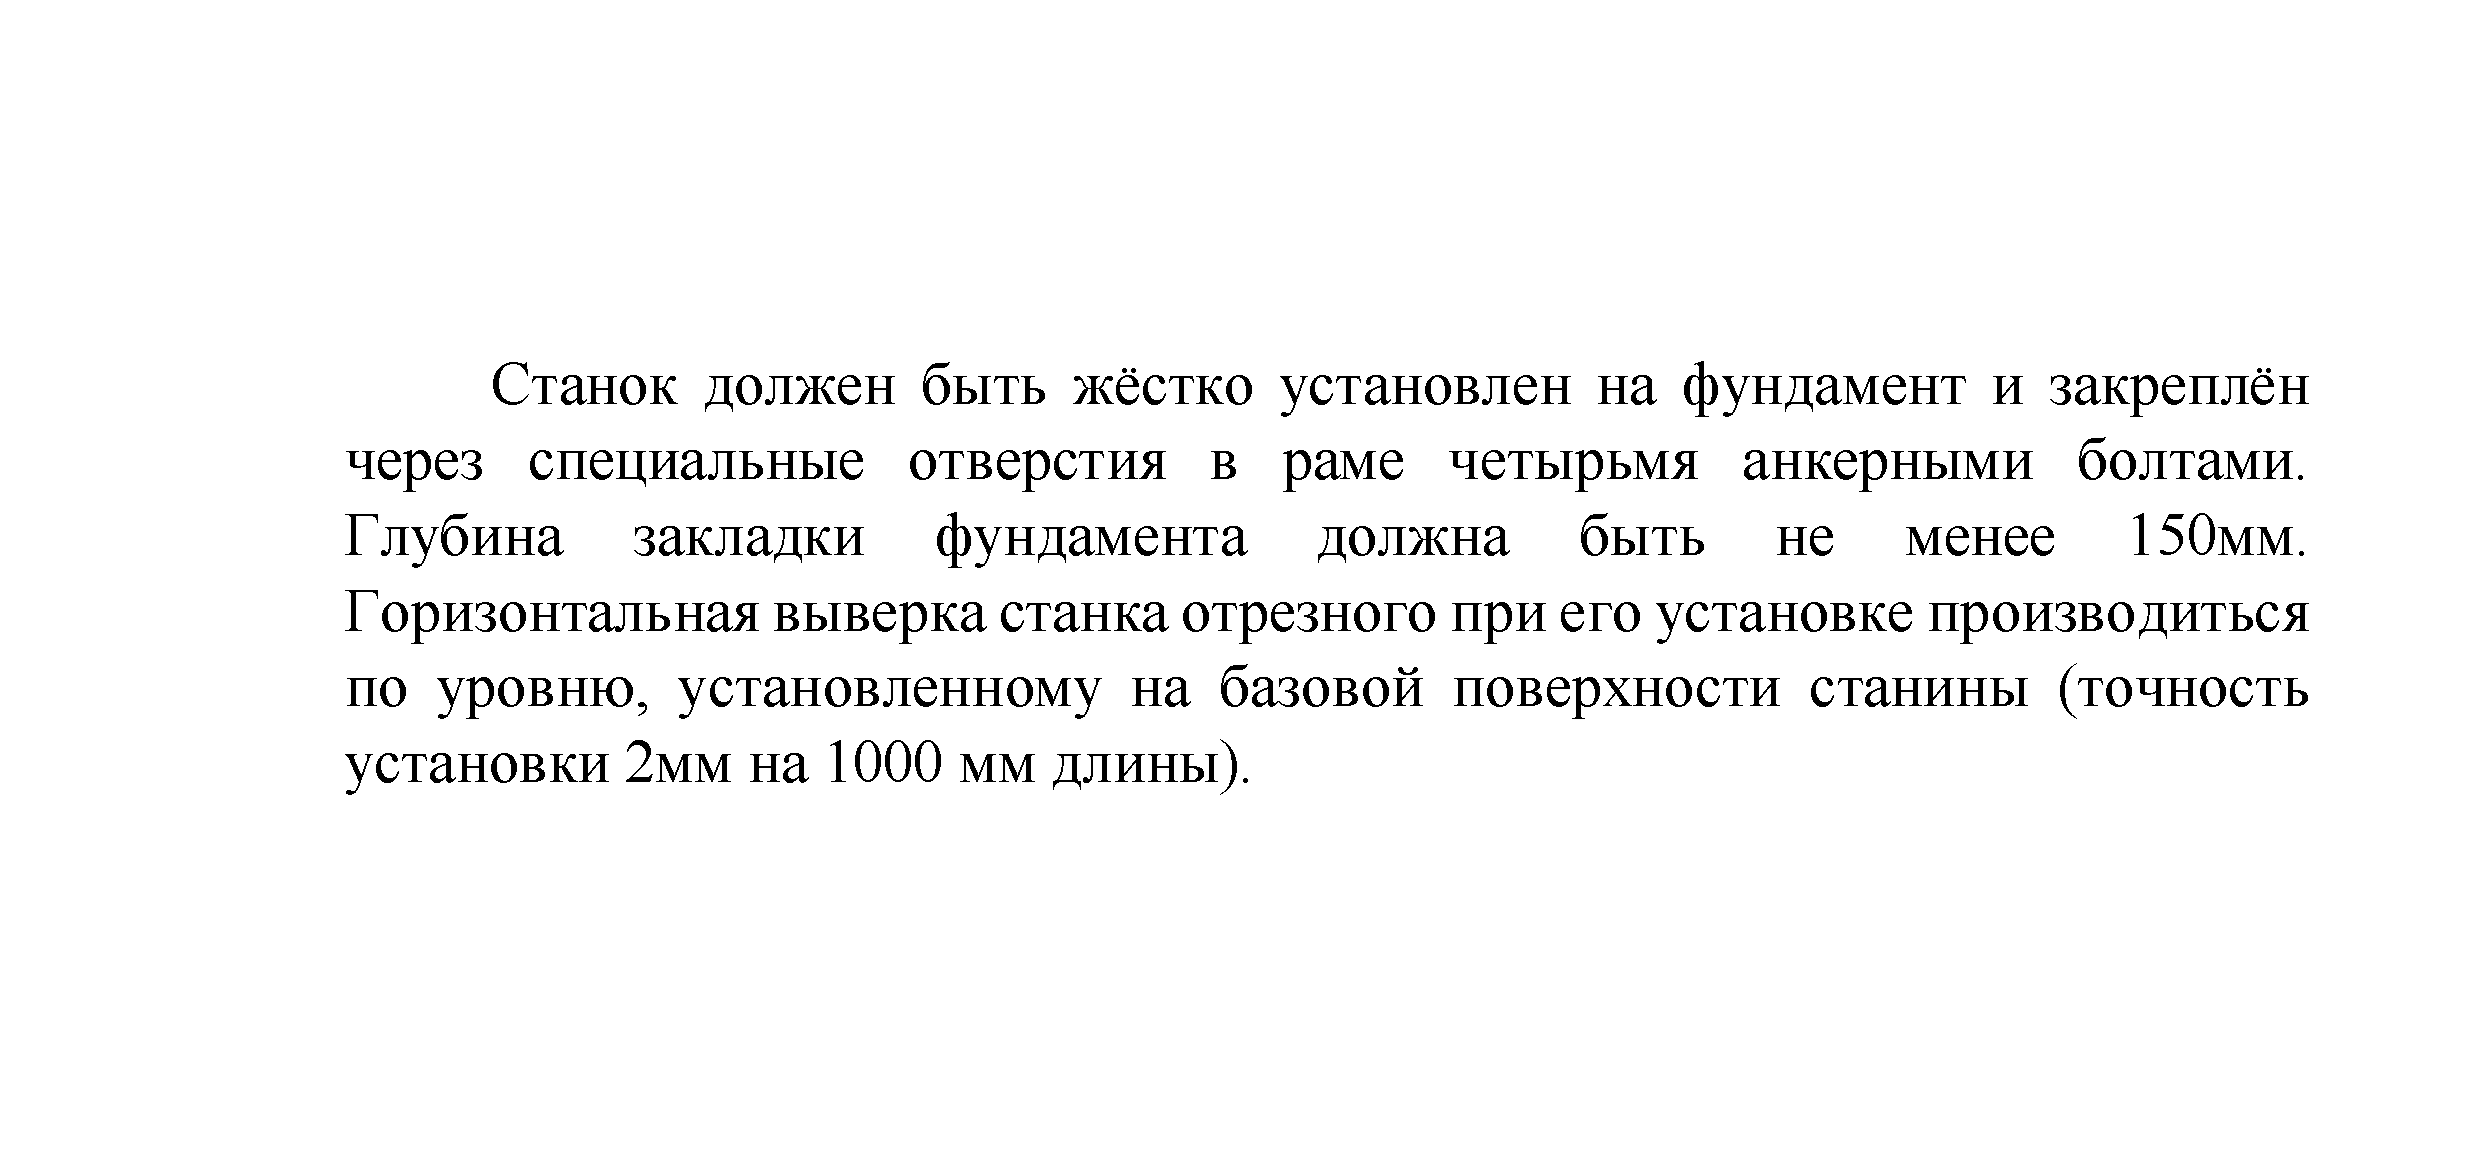 Станок должен быть жёстко установлен на фундамент и закреплён
через специальные отверстия в раме четырьмя анкерными болтами.
Глубина закладки фундамента должна быть не менее 150мм.
Горизонтальная выверка станка отрезного при его установке производиться
по уровню, установленному на базовой поверхности станины (точность
установки 2мм на 1000 мм длины).